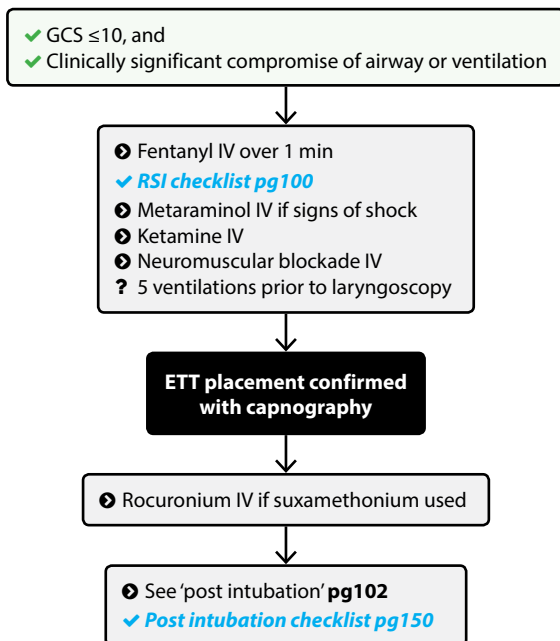 GCS ≤10, and
Clinically significant compromise of airway or ventilation
Fentanyl IV over 1 min
RSI checklist pg100
Metaraminol IV if signs of shock
Ketamine IV
Neuromuscular blockade IV
? 5 ventilations prior to laryngoscopy
ETT placement confirmed
with capnography
Rocuronium IV if suxamethonium used
See ‘post intubation’ pg102
Post intubation checklist pg150